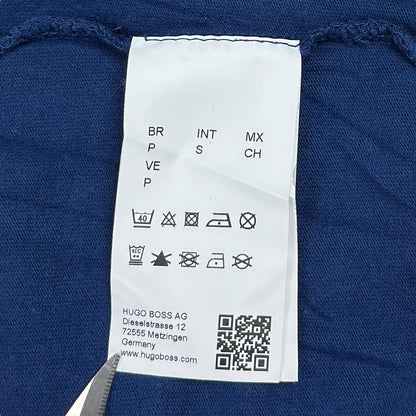 BR INT MX
P S CH
VE
P
40
HUGO BOSS AG
Dieselstrasse 12
72555 Metzingen
Germany
www.hugoboss.com